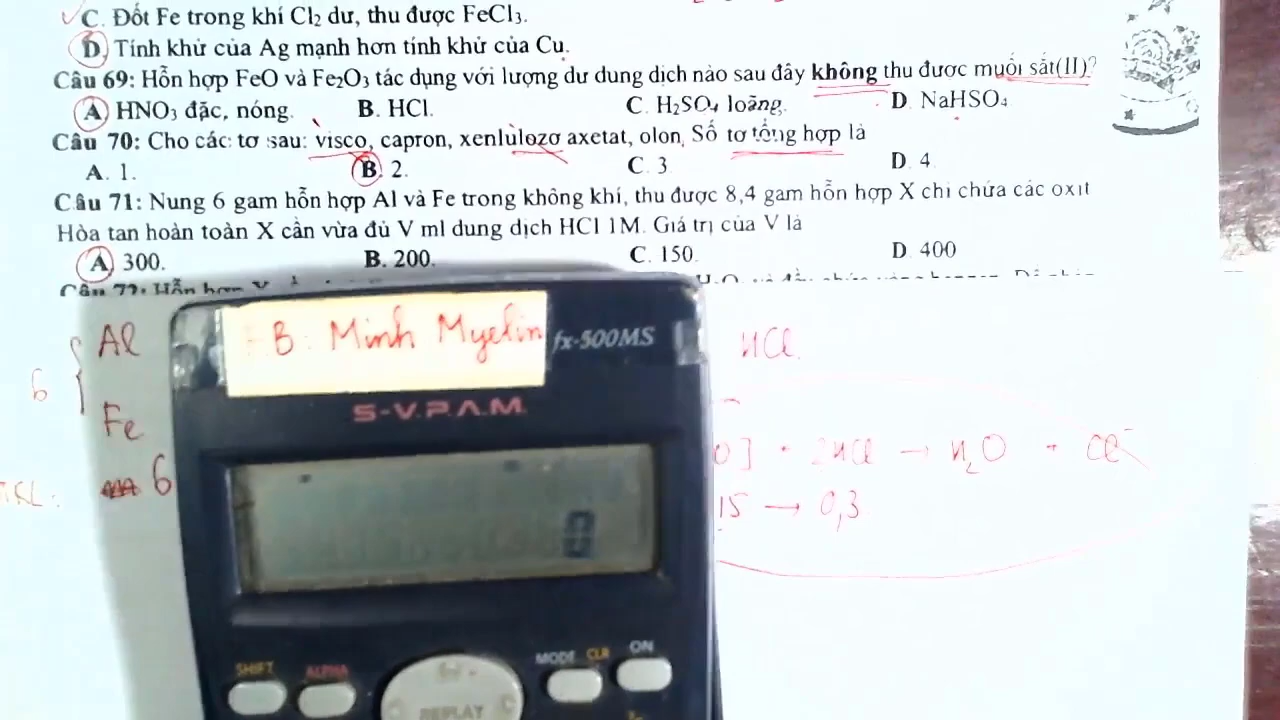 C. Đốt Fe trong khí Cl₂ dư, thu được FeCl₃.
D. Tính khử của Ag mạnh hơn tính khử của Cu.
Câu 69: Hỗn hợp FeO và Fe₂O₃ tác dụng với lượng dư dung dịch nào sau đây không thu được muối sắt(II)?
A. HNO₃ đặc, nóng. B. HCl. C. H₂SO₄ loãng. D. NaHSO₄
Câu 70: Cho các tơ sau: visco, capron, xenlulozơ axetat, olon, Số tơ tổng hợp là
A. 1. B. 2. C. 3 D. 4
Câu 71: Nung 6 gam hỗn hợp Al và Fe trong không khí, thu được 8,4 gam hỗn hợp X chỉ chứa các oxit
Hòa tan hoàn toàn X cần vừa đủ V ml dung dịch HCl 1M. Giá trị của V là
A. 300. B. 200. C. 150. D. 400
Câu 72: Hỗn hợp
B. Minh Myelin
fx-500MS
S-V.P.A.M.
0
SHIFT ALPHA MODE CLR ON
REPLAY
6 Al HCl
Fe
O] + 2HCl → H₂O + Cl⁻
6 15 → 0,3